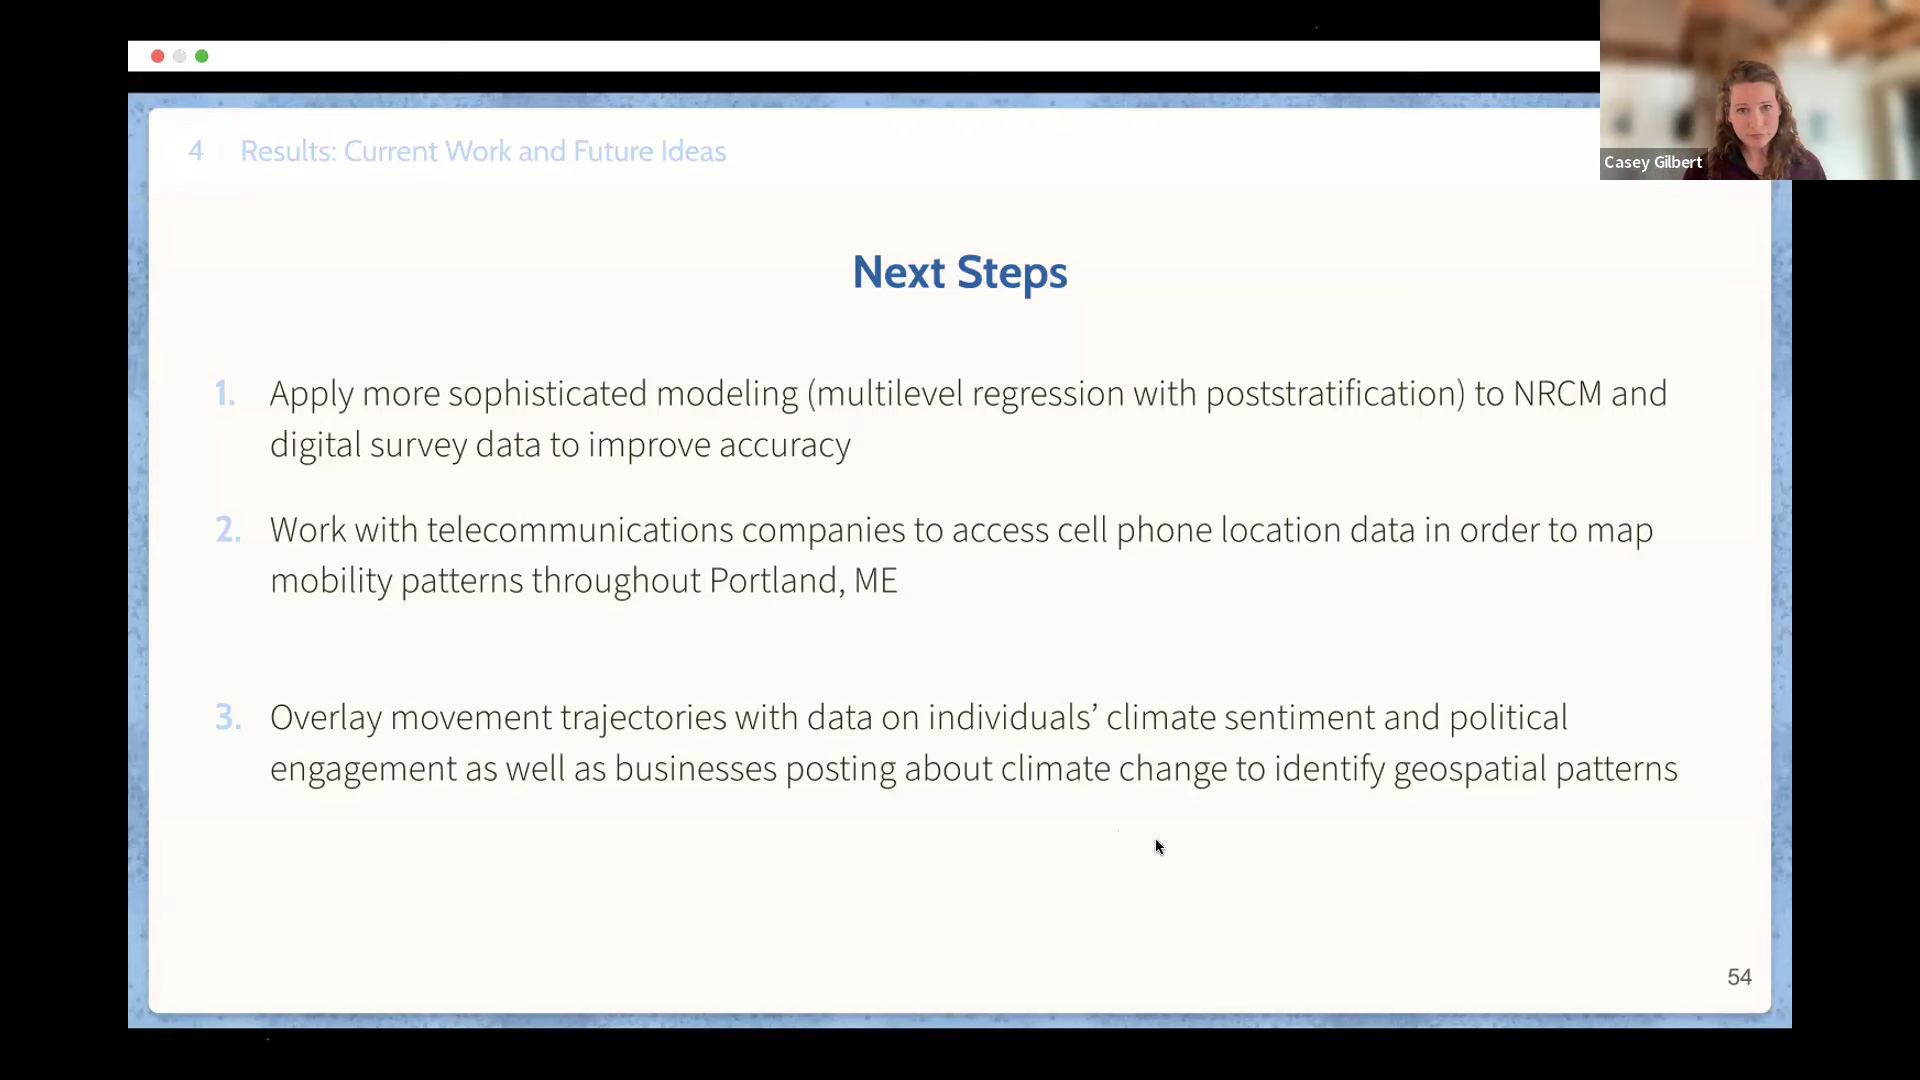 4 Results: Current Work and Future Ideas
Casey Gilbert
Next Steps
1. Apply more sophisticated modeling (multilevel regression with poststratification) to NRCM and
digital survey data to improve accuracy
2. Work with telecommunications companies to access cell phone location data in order to map
mobility patterns throughout Portland, ME
3. Overlay movement trajectories with data on individuals’ climate sentiment and political
engagement as well as businesses posting about climate change to identify geospatial patterns
54